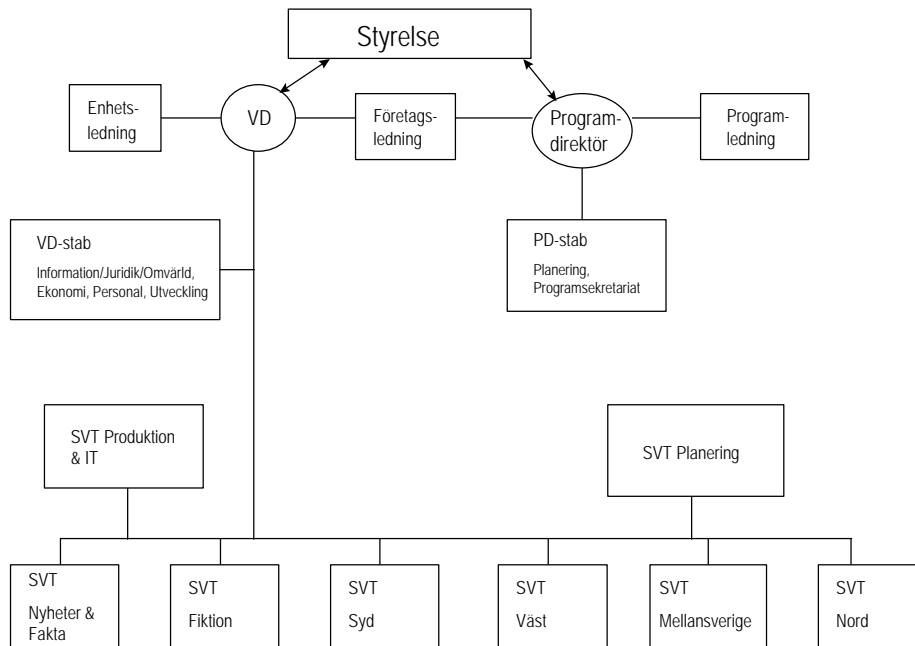 Styrelse
Enhets-
ledning
VD
Företags-
ledning
Program-
direktör
Program-
ledning
VD-stab
Information/Juridik/Omvärld,
Ekonomi, Personal, Utveckling
PD-stab
Planering,
Programsekretariat
SVT Produktion
& IT
SVT Planering
SVT
Nyheter &
Fakta
SVT
Fiktion
SVT
Syd
SVT
Väst
SVT
Mellansverige
SVT
Nord